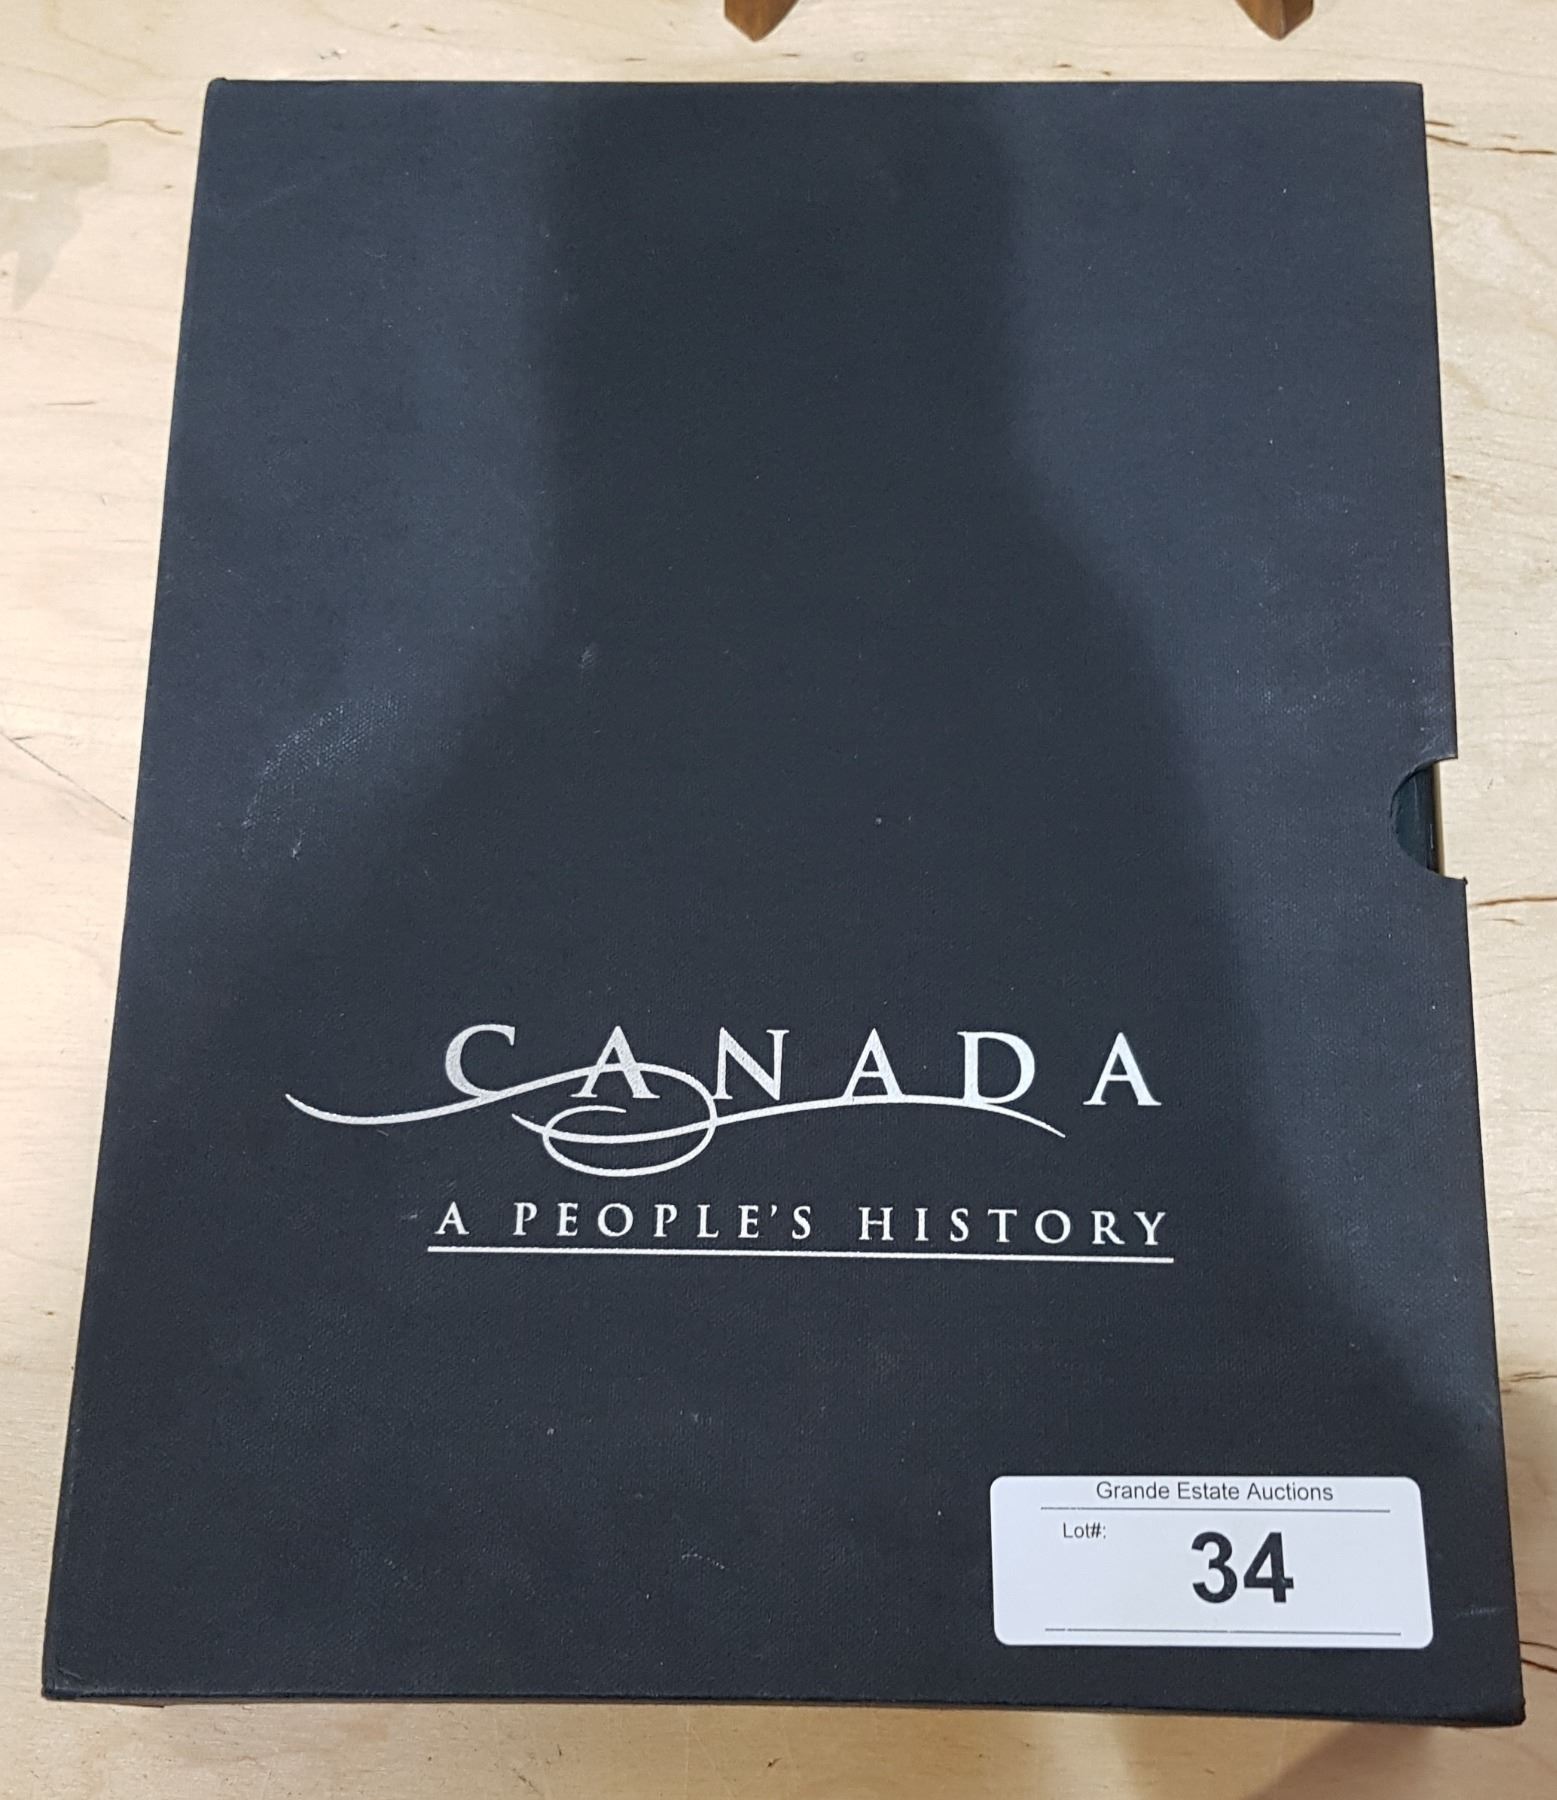 CANADA
A PEOPLE'S HISTORY
Grande Estate Auctions
Lot#:
34